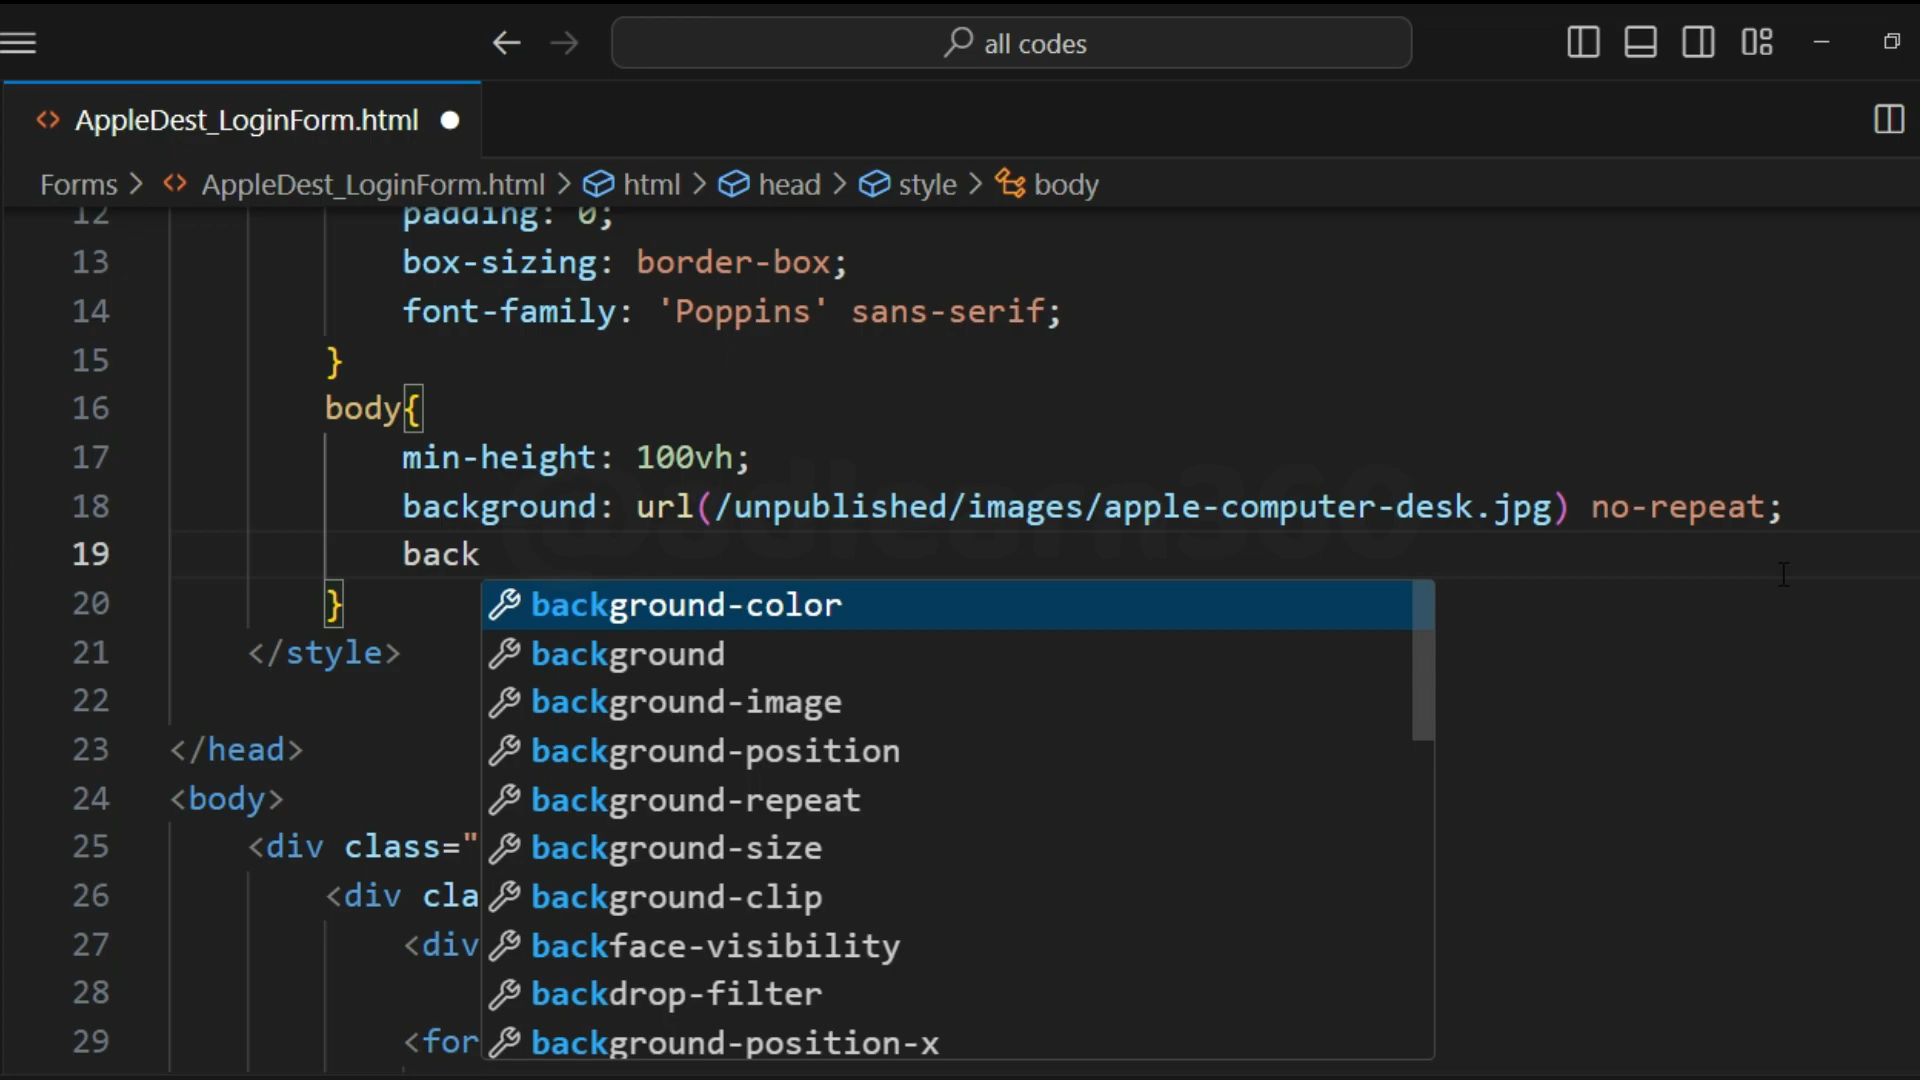 all codes
AppleDest_LoginForm.html
Forms > AppleDest_LoginForm.html > html > head > style > body
12 padding: 0;
13 box-sizing: border-box;
14 font-family: 'Poppins' sans-serif;
15 }
16 body{
17 min-height: 100vh;
18 background: url(/unpublished/images/apple-computer-desk.jpg) no-repeat;
19 back
20 }
background-color
21 </style>
background
22
background-image
23 </head>
background-position
24 <body>
background-repeat
25 <div class="
background-size
26 <div cla
background-clip
27 <div
backface-visibility
28
backdrop-filter
29 <for
background-position-x
@adlearn360